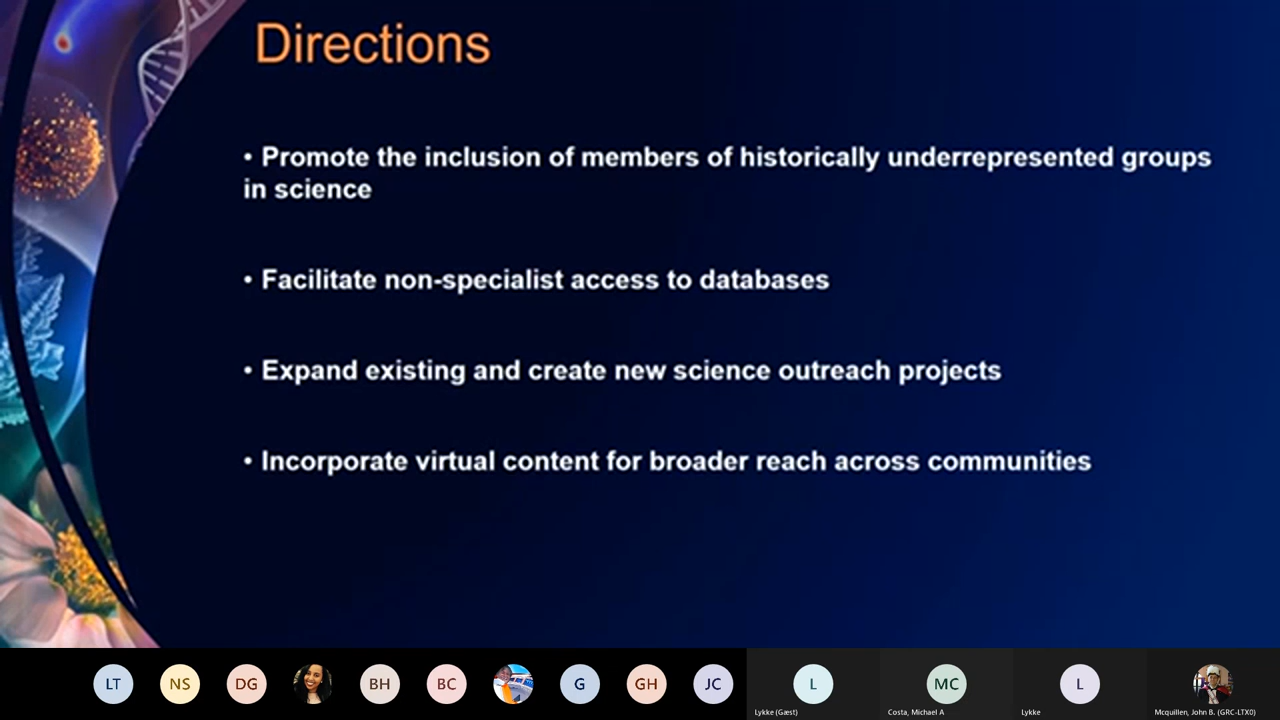 Directions
• Promote the inclusion of members of historically underrepresented groups
in science
• Facilitate non-specialist access to databases
• Expand existing and create new science outreach projects
• Incorporate virtual content for broader reach across communities
LT NS DG BH BC G GH JC L MC L
Lykke (Gæst) Costa, Michael A Lykke Mcquillen, John B. (GRC-LTX0)